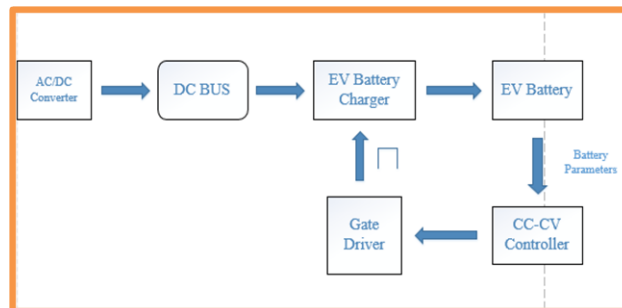 AC/DC
Converter
DC BUS
EV Battery
Charger
EV Battery
Battery
Parameters
Gate
Driver
CC-CV
Controller